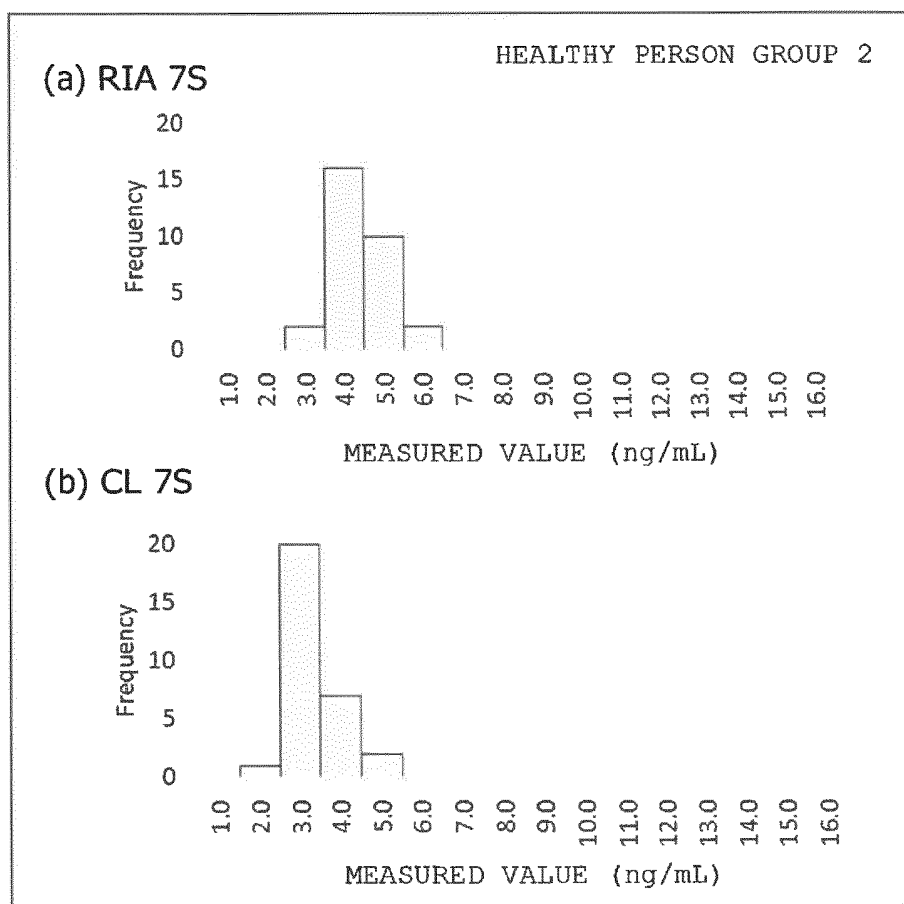 HEALTHY PERSON GROUP 2
(a) RIA 7S
20
15
10
5
0
Frequency
1.0 2.0 3.0 4.0 5.0 6.0 7.0 8.0 9.0 10.0 11.0 12.0 13.0 14.0 15.0 16.0
MEASURED VALUE (ng/mL)
(b) CL 7S
20
15
10
5
0
Frequency
1.0 2.0 3.0 4.0 5.0 6.0 7.0 8.0 9.0 10.0 11.0 12.0 13.0 14.0 15.0 16.0
MEASURED VALUE (ng/mL)